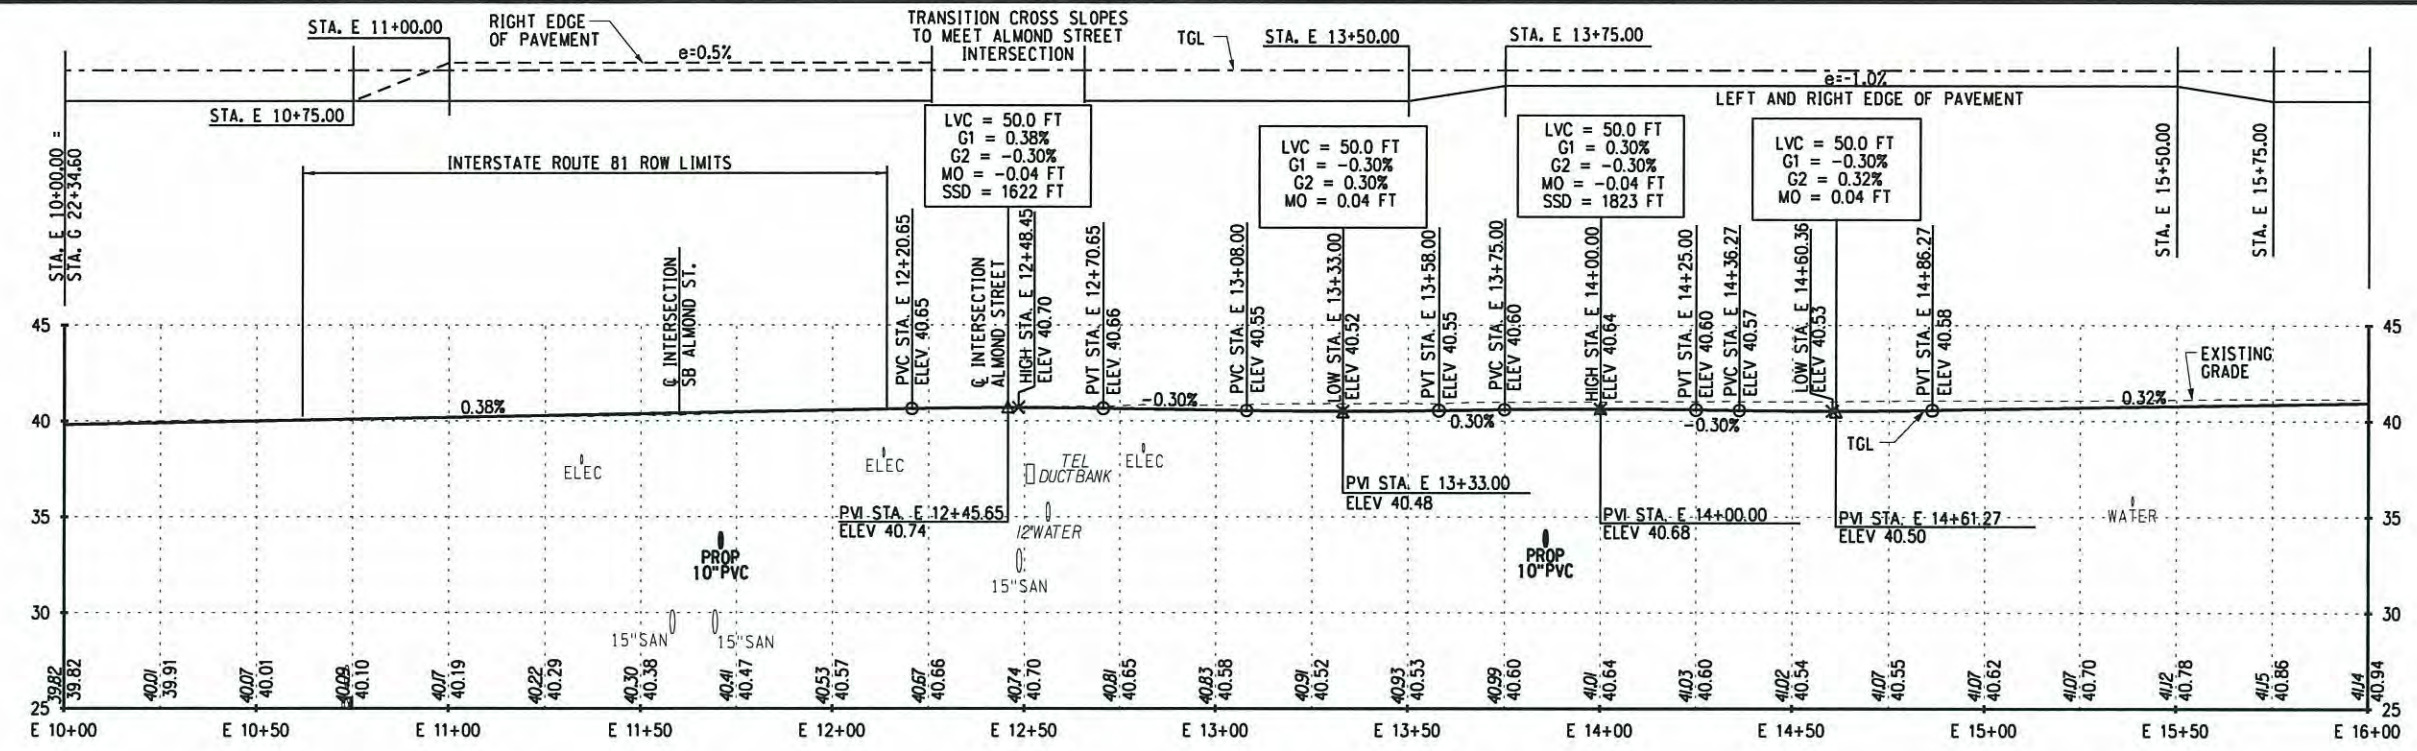 STA. E 11+00.00
RIGHT EDGE
OF PAVEMENT
e=0.5%
TRANSITION CROSS SLOPES
TO MEET ALMOND STREET
INTERSECTION
TGL
STA. E 13+50.00
STA. E 13+75.00
e=-1.0%
LEFT AND RIGHT EDGE OF PAVEMENT
STA. E 10+75.00
STA. E 10+00.00 =
STA. G 22+34.60
INTERSTATE ROUTE 81 ROW LIMITS
LVC = 50.0 FT
G1 = 0.38%
G2 = -0.30%
MO = -0.04 FT
SSD = 1622 FT
LVC = 50.0 FT
G1 = -0.30%
G2 = 0.30%
MO = 0.04 FT
LVC = 50.0 FT
G1 = 0.30%
G2 = -0.30%
MO = -0.04 FT
SSD = 1823 FT
LVC = 50.0 FT
G1 = -0.30%
G2 = 0.32%
MO = 0.04 FT
STA. E 15+50.00
STA. E 15+75.00
℄ INTERSECTION
SB ALMOND ST.
PVC STA. E 12+20.65
ELEV 40.65
℄ INTERSECTION
ALMOND STREET
HIGH STA. E 12+48.45
ELEV 40.70
PVT STA. E 12+70.65
ELEV 40.66
PVC STA. E 13+08.00
ELEV 40.55
LOW STA. E 13+33.00
ELEV 40.52
PVT STA. E 13+58.00
ELEV 40.55
PVC STA. E 13+75.00
ELEV 40.60
HIGH STA. E 14+00.00
ELEV 40.64
PVT STA. E 14+25.00
ELEV 40.60
PVC STA. E 14+36.27
ELEV 40.57
LOW STA. E 14+60.36
ELEV 40.53
PVT STA. E 14+86.27
ELEV 40.58
EXISTING
GRADE
45
45
40
0.38%
-0.30%
0.30%
-0.30%
0.32%
40
TGL
ELEC
ELEC
TEL
DUCTBANK
ELEC
PVI STA. E 12+45.65
ELEV 40.74
PVI STA. E 13+33.00
ELEV 40.48
PVI STA. E 14+00.00
ELEV 40.68
PVI STA. E 14+61.27
ELEV 40.50
WATER
35
35
12"WATER
PROP
10"PVC
PROP
10"PVC
15"SAN
30
30
15"SAN
15"SAN
39.82
39.82
40.01
39.91
40.07
40.01
40.09
40.10
40.17
40.19
40.22
40.29
40.30
40.38
40.41
40.47
40.53
40.57
40.67
40.66
40.74
40.70
40.81
40.65
40.83
40.58
40.91
40.52
40.93
40.53
40.99
40.60
41.01
40.64
41.03
40.60
41.02
40.54
41.07
40.55
41.07
40.62
41.07
40.70
41.12
40.78
41.15
40.86
41.14
40.94
25
25
E 10+00
E 10+50
E 11+00
E 11+50
E 12+00
E 12+50
E 13+00
E 13+50
E 14+00
E 14+50
E 15+00
E 15+50
E 16+00